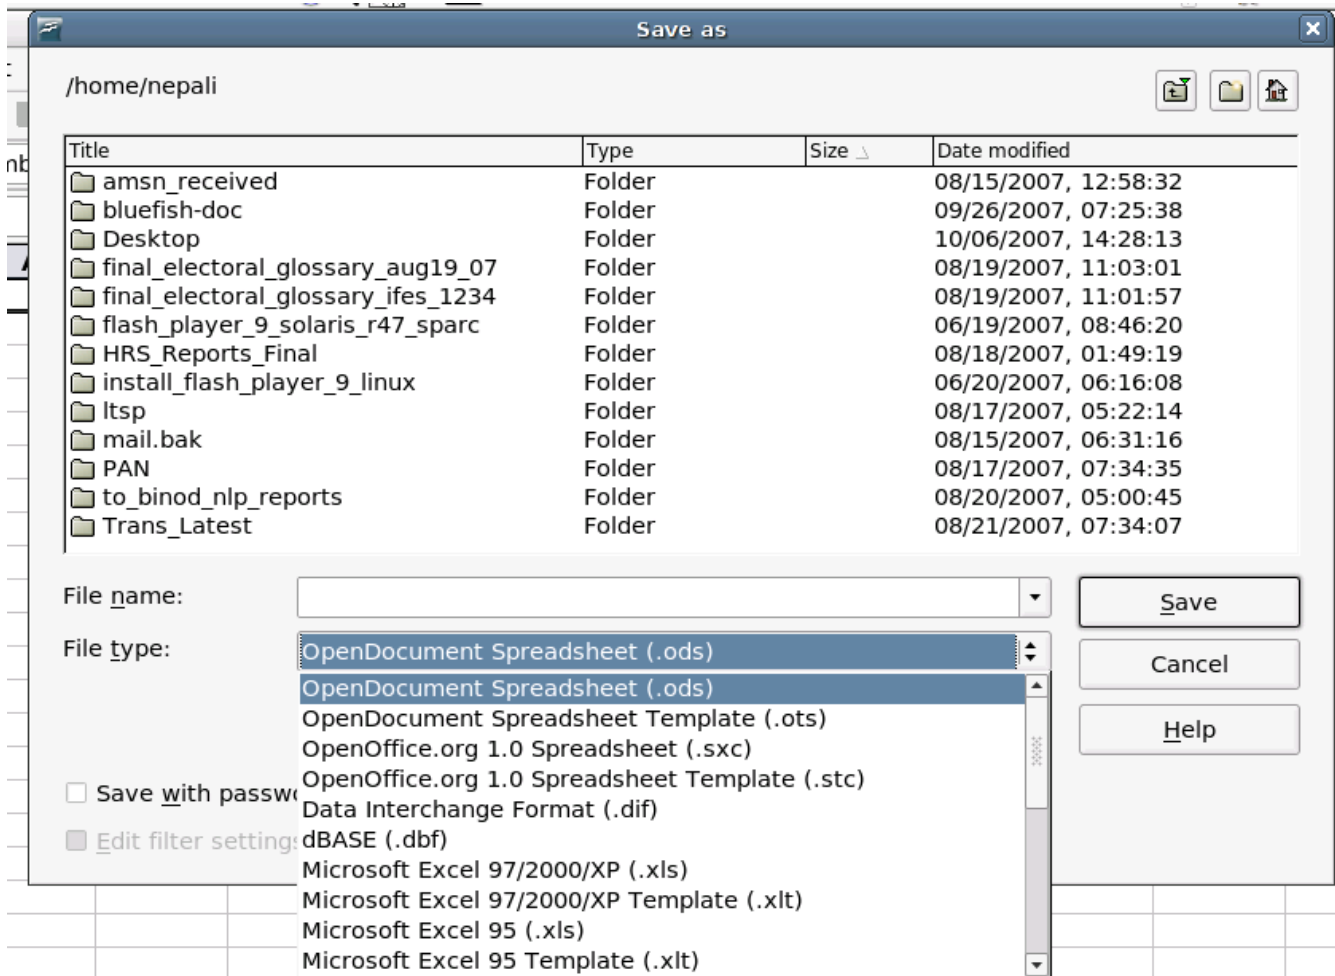 Save as
/home/nepali
Title Type Size Date modified
amsn_received Folder 08/15/2007, 12:58:32
bluefish-doc Folder 09/26/2007, 07:25:38
Desktop Folder 10/06/2007, 14:28:13
final_electoral_glossary_aug19_07 Folder 08/19/2007, 11:03:01
final_electoral_glossary_ifes_1234 Folder 08/19/2007, 11:01:57
flash_player_9_solaris_r47_sparc Folder 06/19/2007, 08:46:20
HRS_Reports_Final Folder 08/18/2007, 01:49:19
install_flash_player_9_linux Folder 06/20/2007, 06:16:08
ltsp Folder 08/17/2007, 05:22:14
mail.bak Folder 08/15/2007, 06:31:16
PAN Folder 08/17/2007, 07:34:35
to_binod_nlp_reports Folder 08/20/2007, 05:00:45
Trans_Latest Folder 08/21/2007, 07:34:07
File name: Save
File type: OpenDocument Spreadsheet (.ods) Cancel
OpenDocument Spreadsheet (.ods)
OpenDocument Spreadsheet Template (.ots) Help
OpenOffice.org 1.0 Spreadsheet (.sxc)
OpenOffice.org 1.0 Spreadsheet Template (.stc)
Save with
Data Interchange Format (.dif)
Edit filter settings dBASE (.dbf)
Microsoft Excel 97/2000/XP (.xls)
Microsoft Excel 97/2000/XP Template (.xlt)
Microsoft Excel 95 (.xls)
Microsoft Excel 95 Template (.xlt)